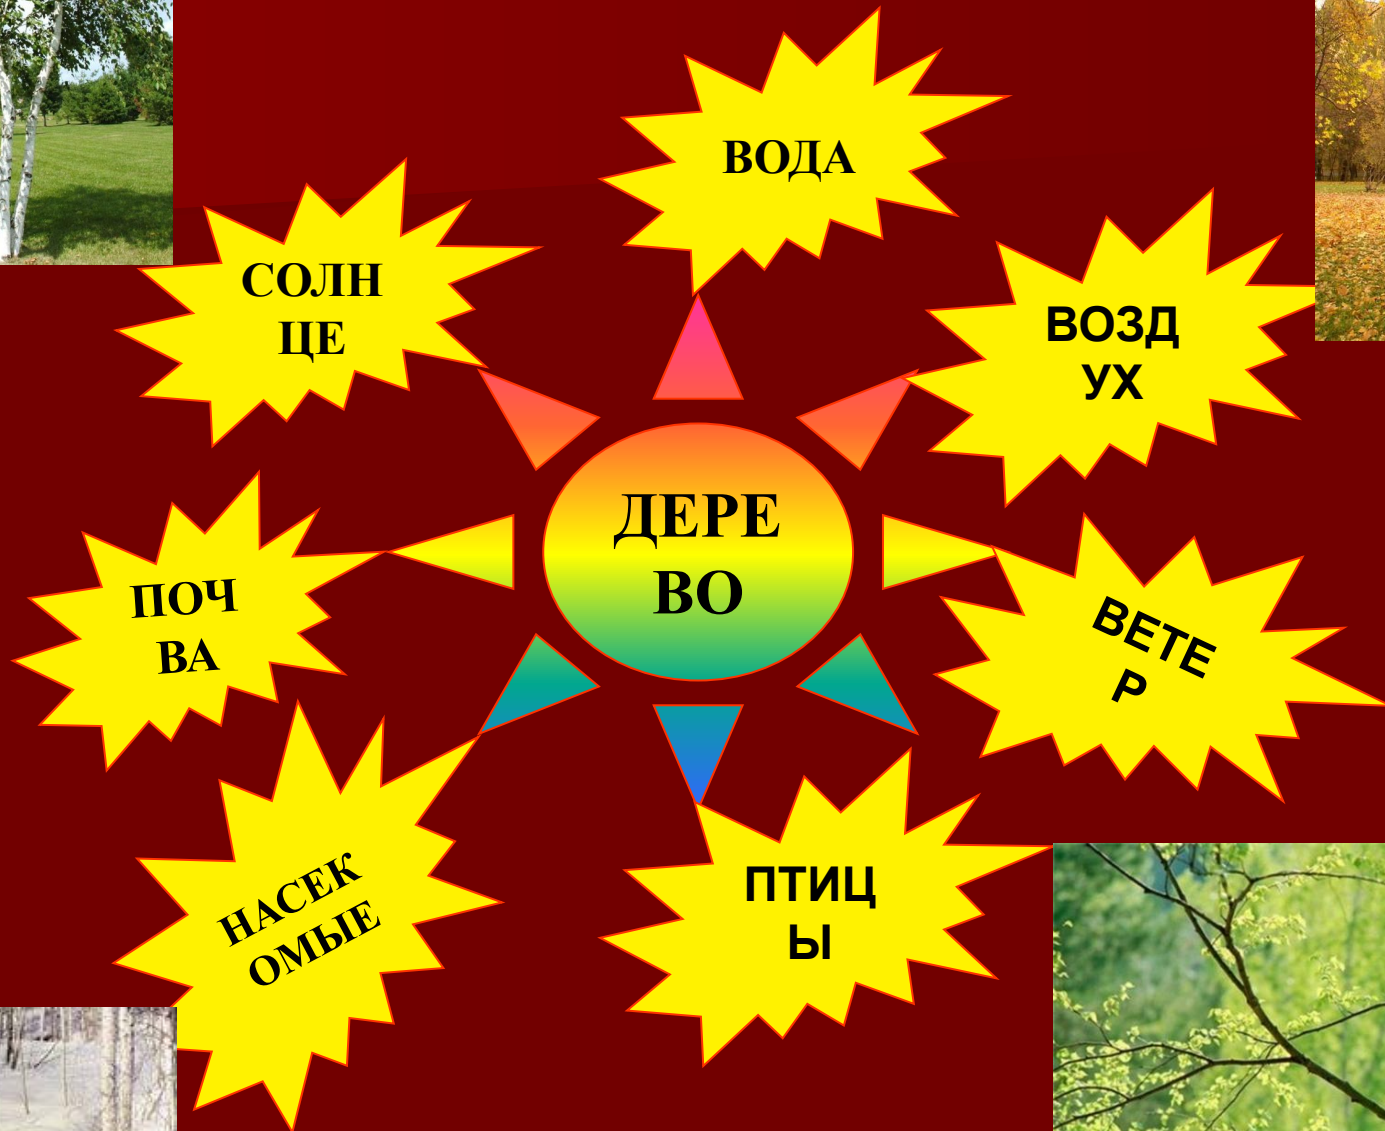 ВОДА
СОЛН
ЦЕ
ВОЗД
УХ
ДЕРЕ
ВО
ПОЧ
ВА
ВЕТЕ
Р
НАСЕК
ОМЫЕ
ПТИЦ
Ы